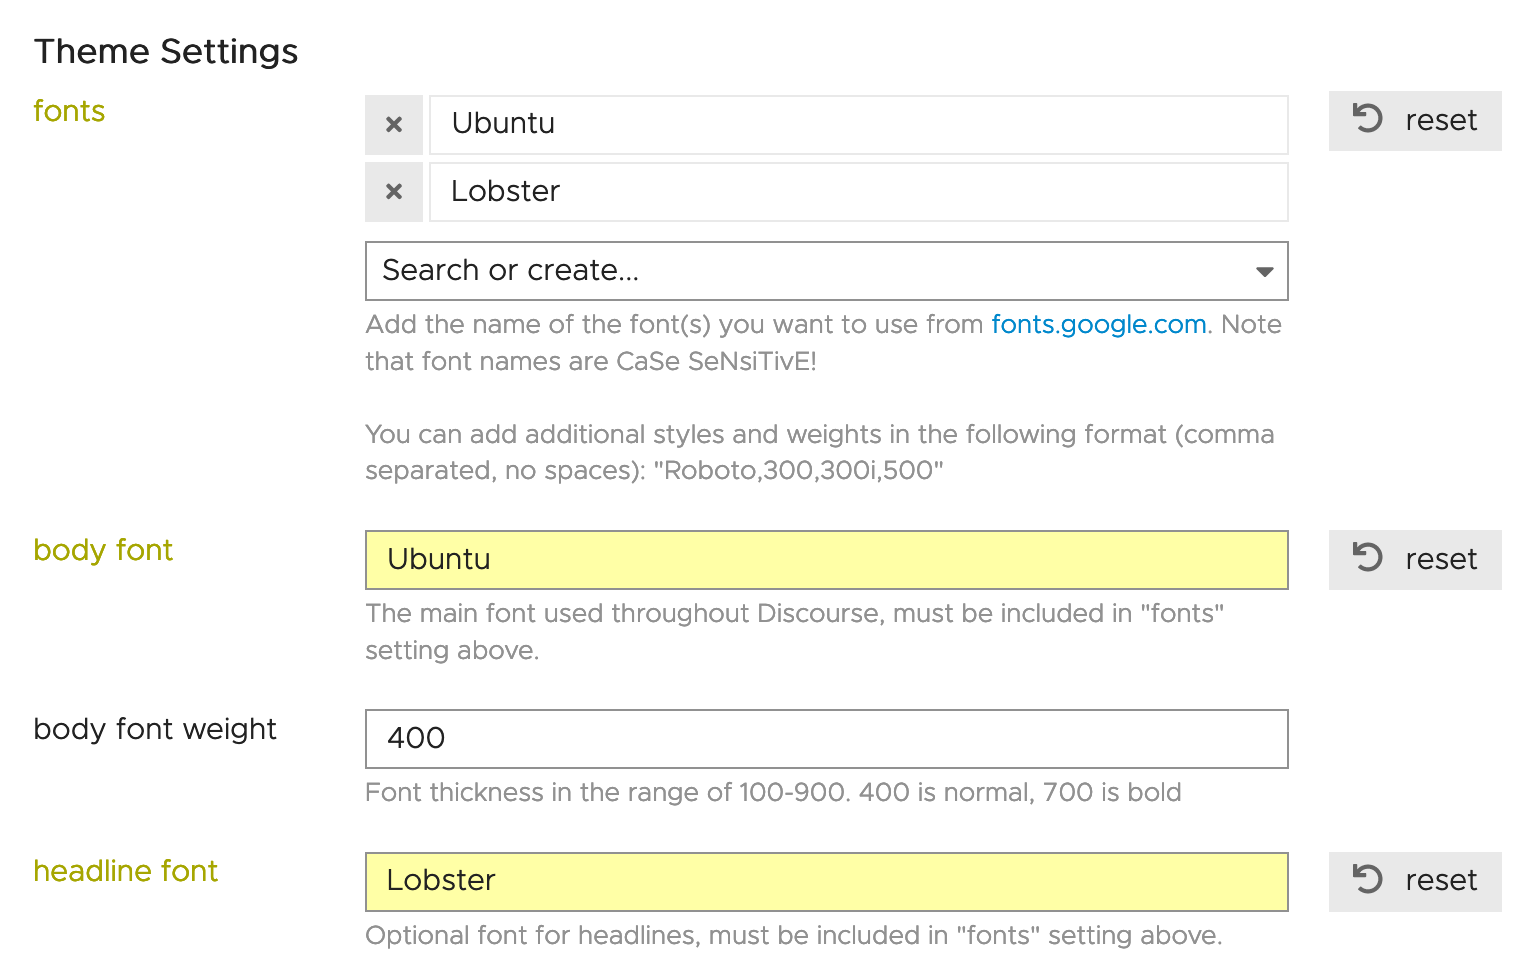 Theme Settings
fonts
Ubuntu
reset
Lobster
Search or create...
Add the name of the font(s) you want to use from fonts.google.com. Note
that font names are CaSe SeNsiTivE!
You can add additional styles and weights in the following format (comma
separated, no spaces): "Roboto,300,300i,500"
body font
Ubuntu
reset
The main font used throughout Discourse, must be included in "fonts"
setting above.
body font weight
400
Font thickness in the range of 100-900. 400 is normal, 700 is bold
headline font
Lobster
reset
Optional font for headlines, must be included in "fonts" setting above.